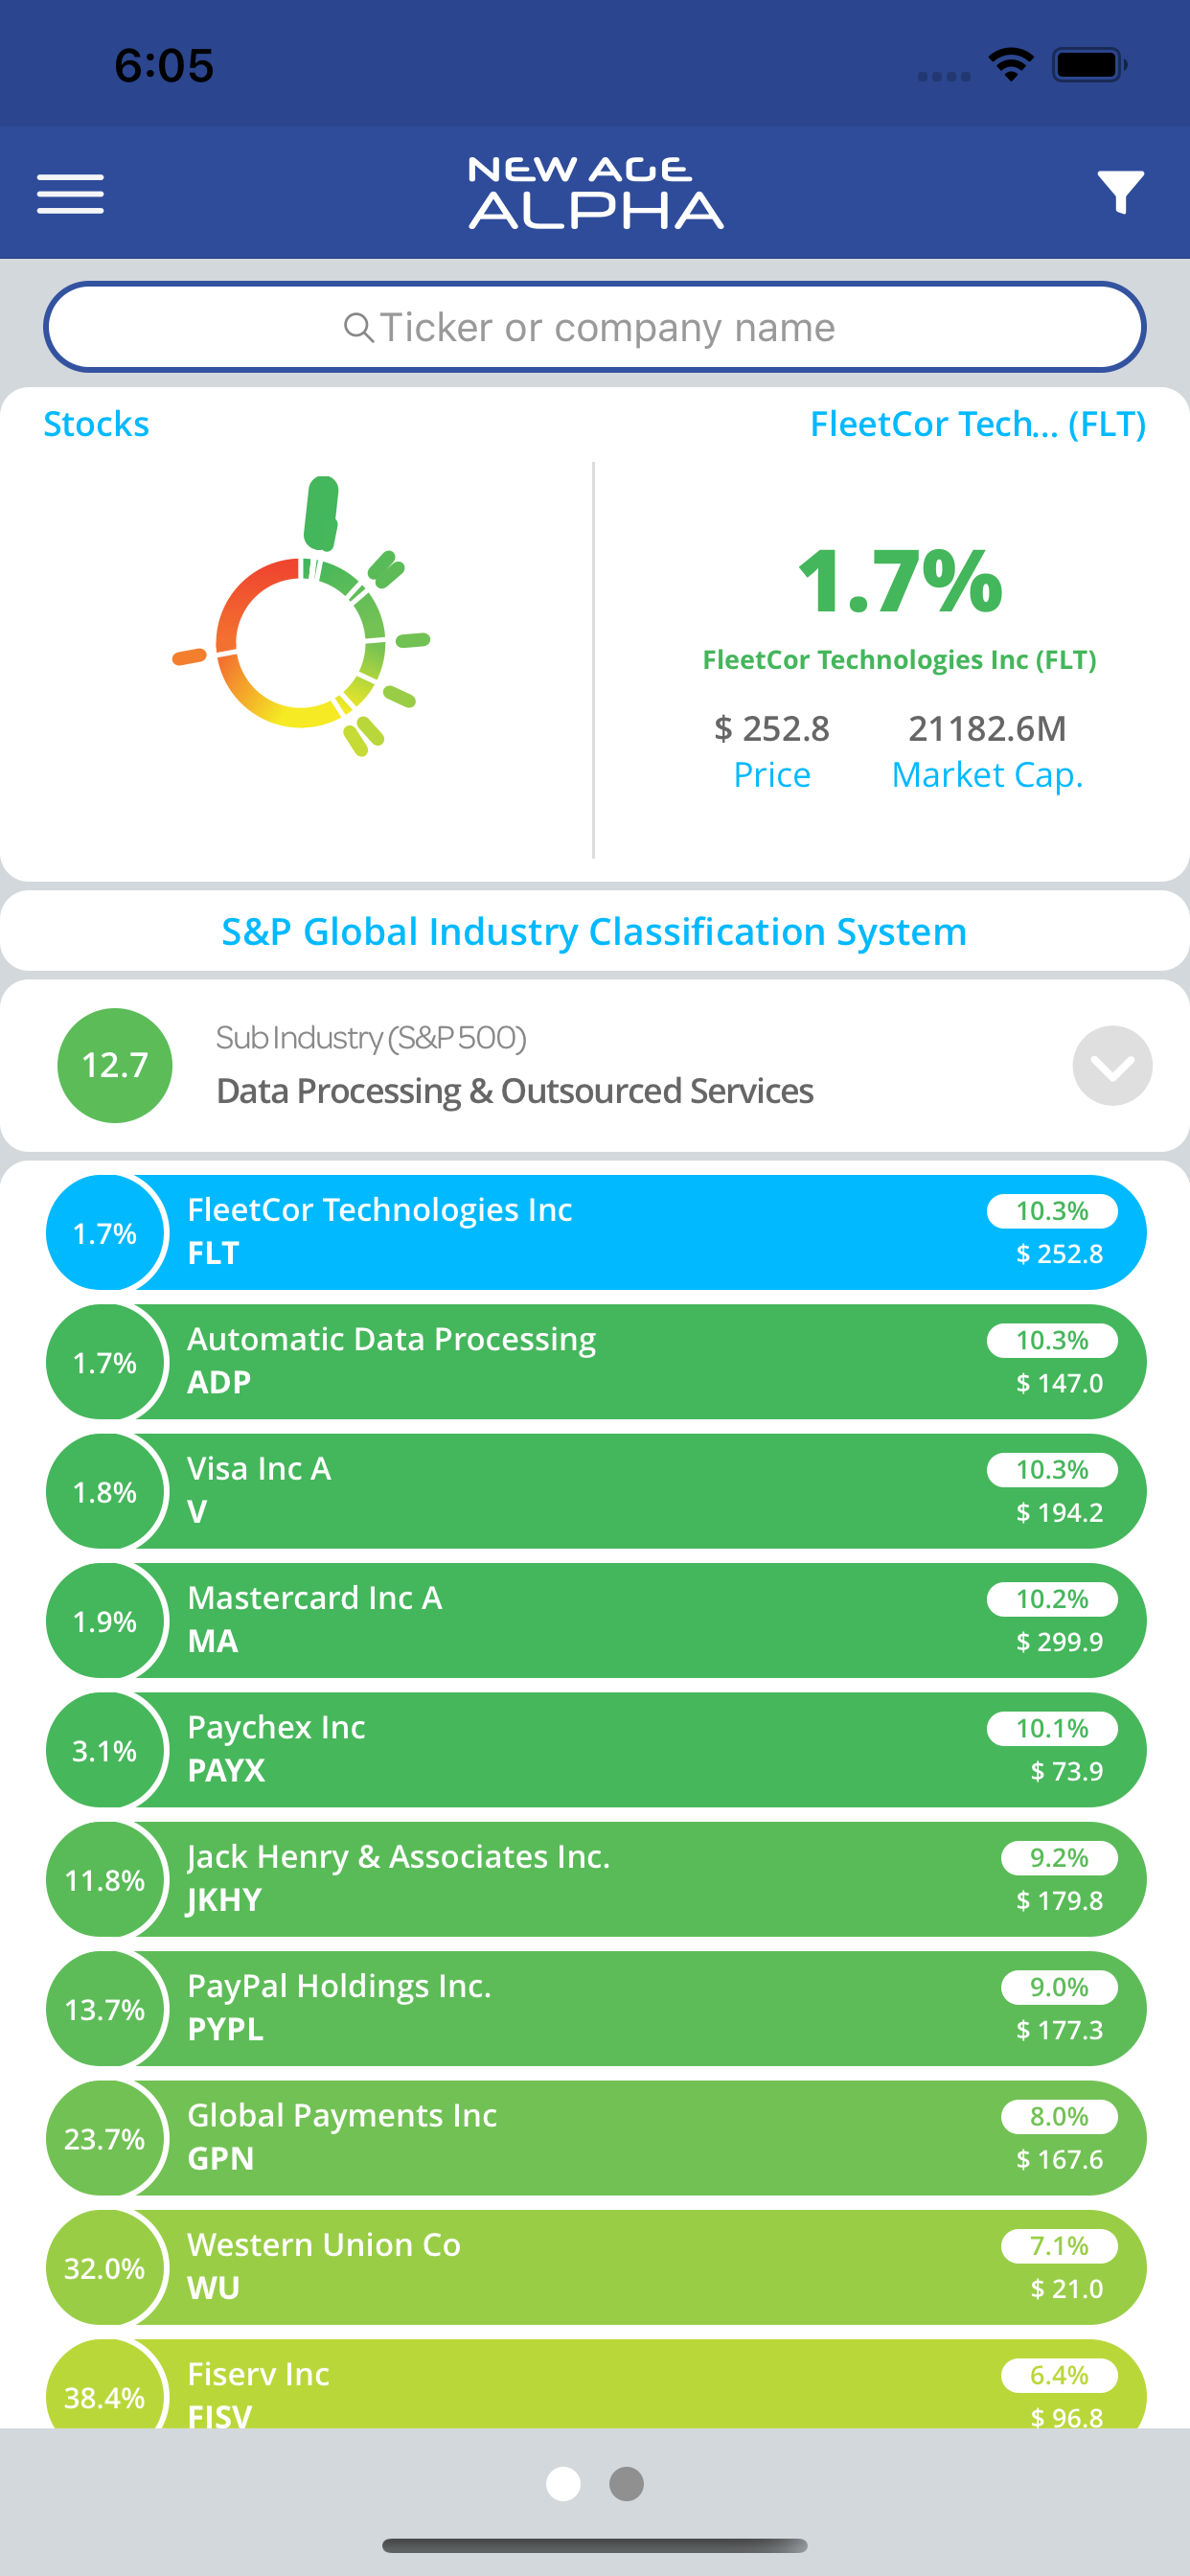 6:05
NEW AGE
ALPHA
Ticker or company name
Stocks
FleetCor Tech... (FLT)
1.7%
FleetCor Technologies Inc (FLT)
$ 252.8 21182.6M
Price Market Cap.
S&P Global Industry Classification System
12.7
Sub Industry (S&P 500)
Data Processing & Outsourced Services
1.7%
FleetCor Technologies Inc
FLT
10.3%
$ 252.8
1.7%
Automatic Data Processing
ADP
10.3%
$ 147.0
1.8%
Visa Inc A
V
10.3%
$ 194.2
1.9%
Mastercard Inc A
MA
10.2%
$ 299.9
3.1%
Paychex Inc
PAYX
10.1%
$ 73.9
11.8%
Jack Henry & Associates Inc.
JKHY
9.2%
$ 179.8
13.7%
PayPal Holdings Inc.
PYPL
9.0%
$ 177.3
23.7%
Global Payments Inc
GPN
8.0%
$ 167.6
32.0%
Western Union Co
WU
7.1%
$ 21.0
38.4%
Fiserv Inc
FISV
6.4%
$ 96.8